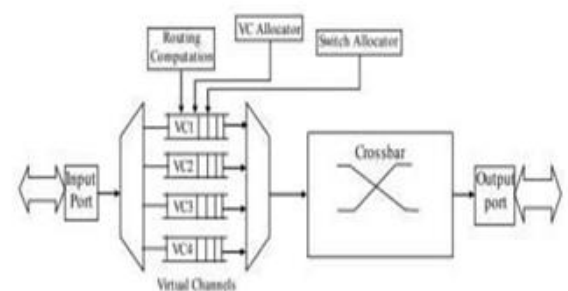 Routing
Computation
VC Allocator
Switch Allocator
Input
Port
VC1
VC2
VC3
VC4
Virtual Channels
Crossbar
Output
port